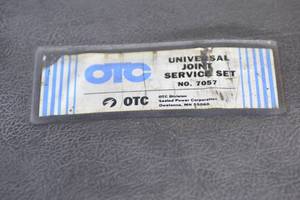 OTC
UNIVERSAL
JOINT
SERVICE SET
NO. 7057
OTC
OTC Division
Sealed Power Corporation
Owatonna, MN 55060